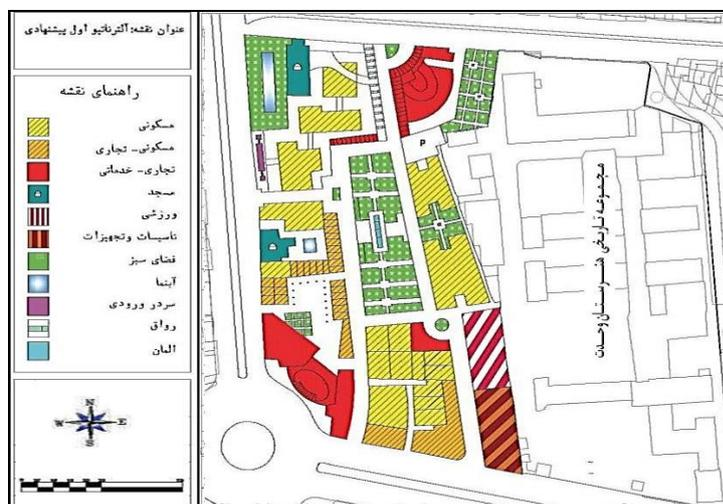 عنوان نقشه:آلترناتیو اول پیشنهادی
راهنمای نقشه
مسکونی
مسکونی- تجاری
تجاری- خدماتی
مسجد
ورزشی
تاسیسات وتجهیزات
فضای سبز
آبنما
سردر ورودی
رواق
المان
N
W
E
S
P
مجموعه تاریخی هنرستان وحدت